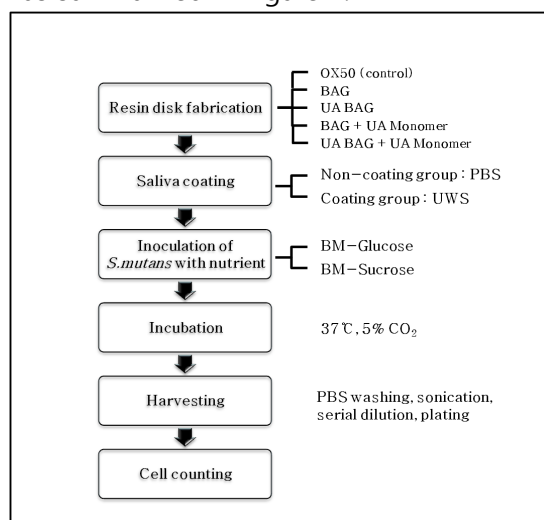 OX50 (control)
BAG
Resin disk fabrication
UA BAG
BAG + UA Monomer
UA BAG + UA Monomer
Saliva coating
Non-coating group : PBS
Coating group : UWS
Inoculation of
S.mutans with nutrient
BM-Glucose
BM-Sucrose
Incubation
37℃, 5% CO₂
Harvesting
PBS washing, sonication,
serial dilution, plating
Cell counting